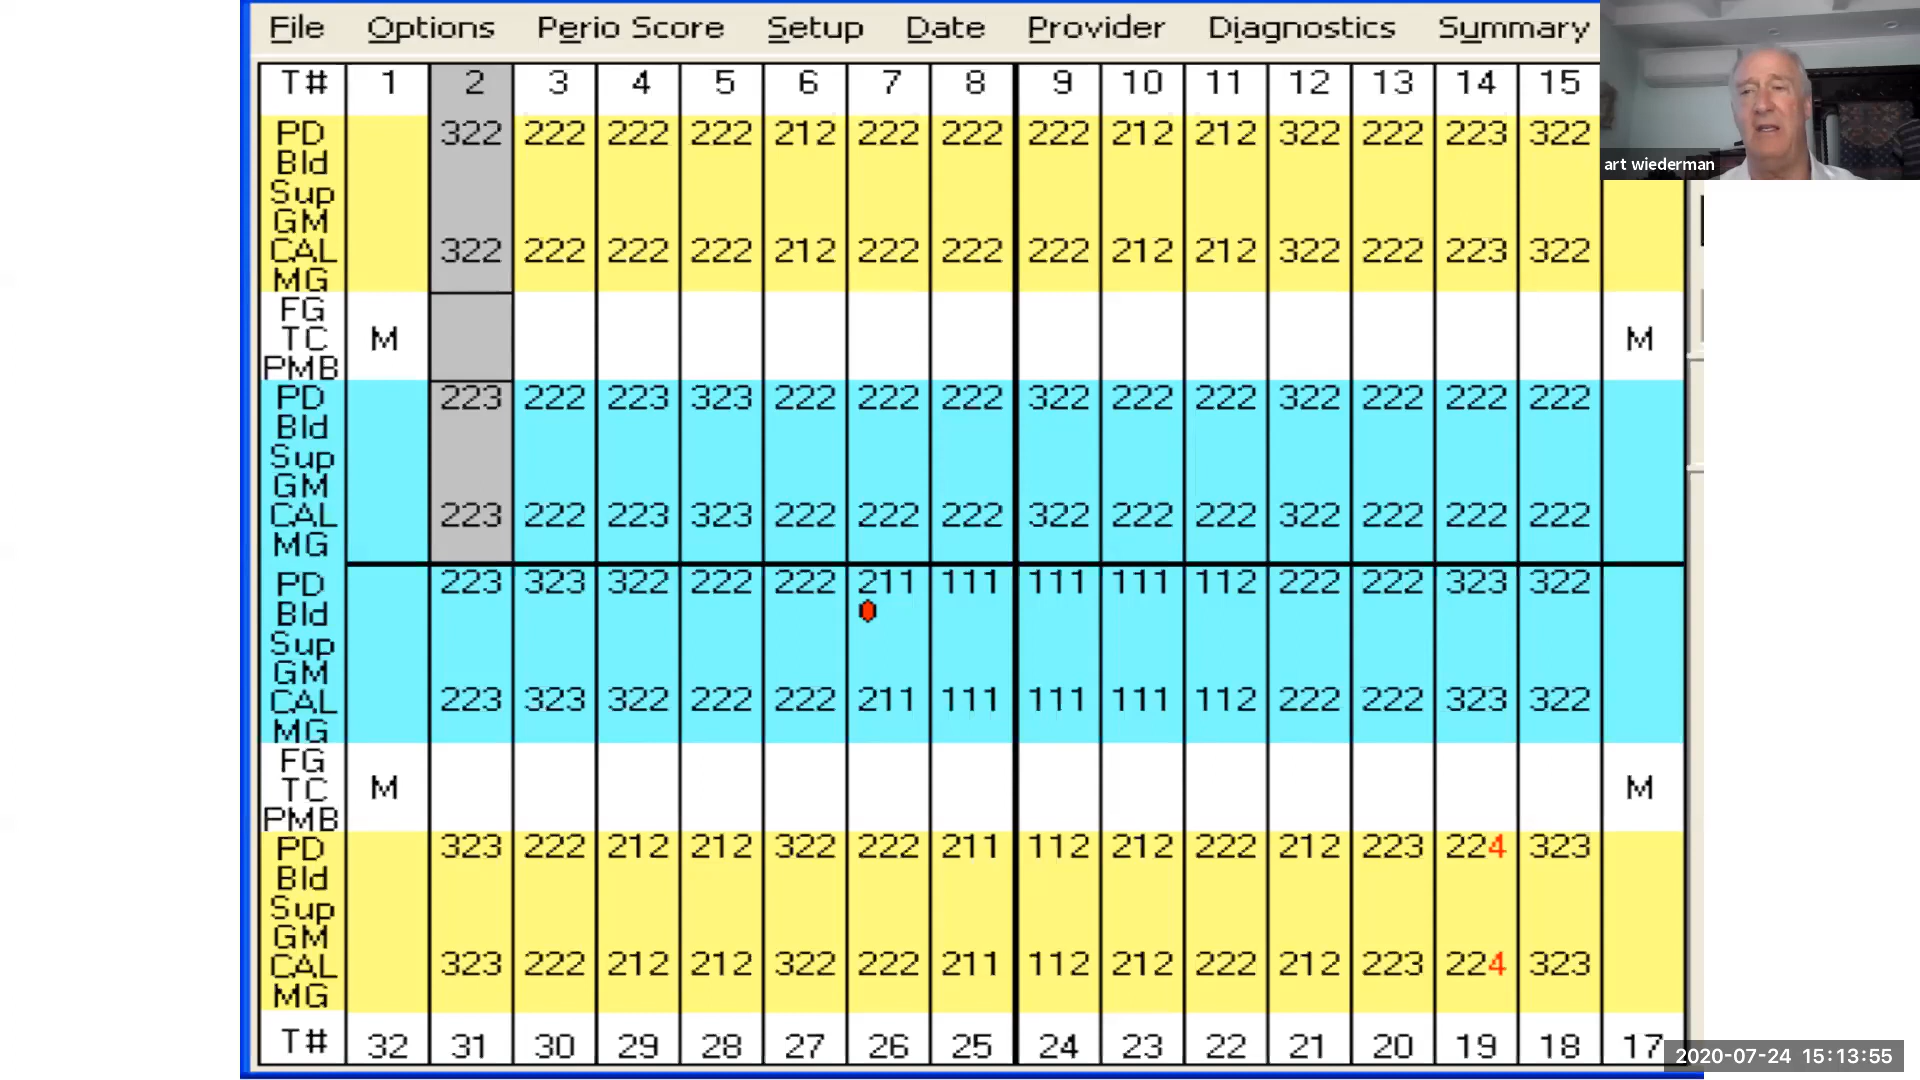 File Options Perio Score Setup Date Provider Diagnostics Summary
art wiederman
T# 1 2 3 4 5 6 7 8 9 10 11 12 13 14 15
PD 322 222 222 222 212 222 222 222 212 212 322 222 223 322
Bld
Sup
GM
CAL 322 222 222 222 212 222 222 222 212 212 322 222 223 322
MG
FG
TC M M
PMB
PD 223 222 223 323 222 222 222 322 222 222 322 222 222 222
Bld
Sup
GM
CAL 223 222 223 323 222 222 222 322 222 222 322 222 222 222
MG
PD 223 323 322 222 222 211 111 111 111 112 222 222 323 322
Bld
Sup
GM
CAL 223 323 322 222 222 211 111 111 111 112 222 222 323 322
MG
FG
TC M M
PMB
PD 323 222 212 212 322 222 211 112 212 222 212 223 224 323
Bld
Sup
GM
CAL 323 222 212 212 322 222 211 112 212 222 212 223 224 323
MG
T# 32 31 30 29 28 27 26 25 24 23 22 21 20 19 18 17
2020-07-24 15:13:55